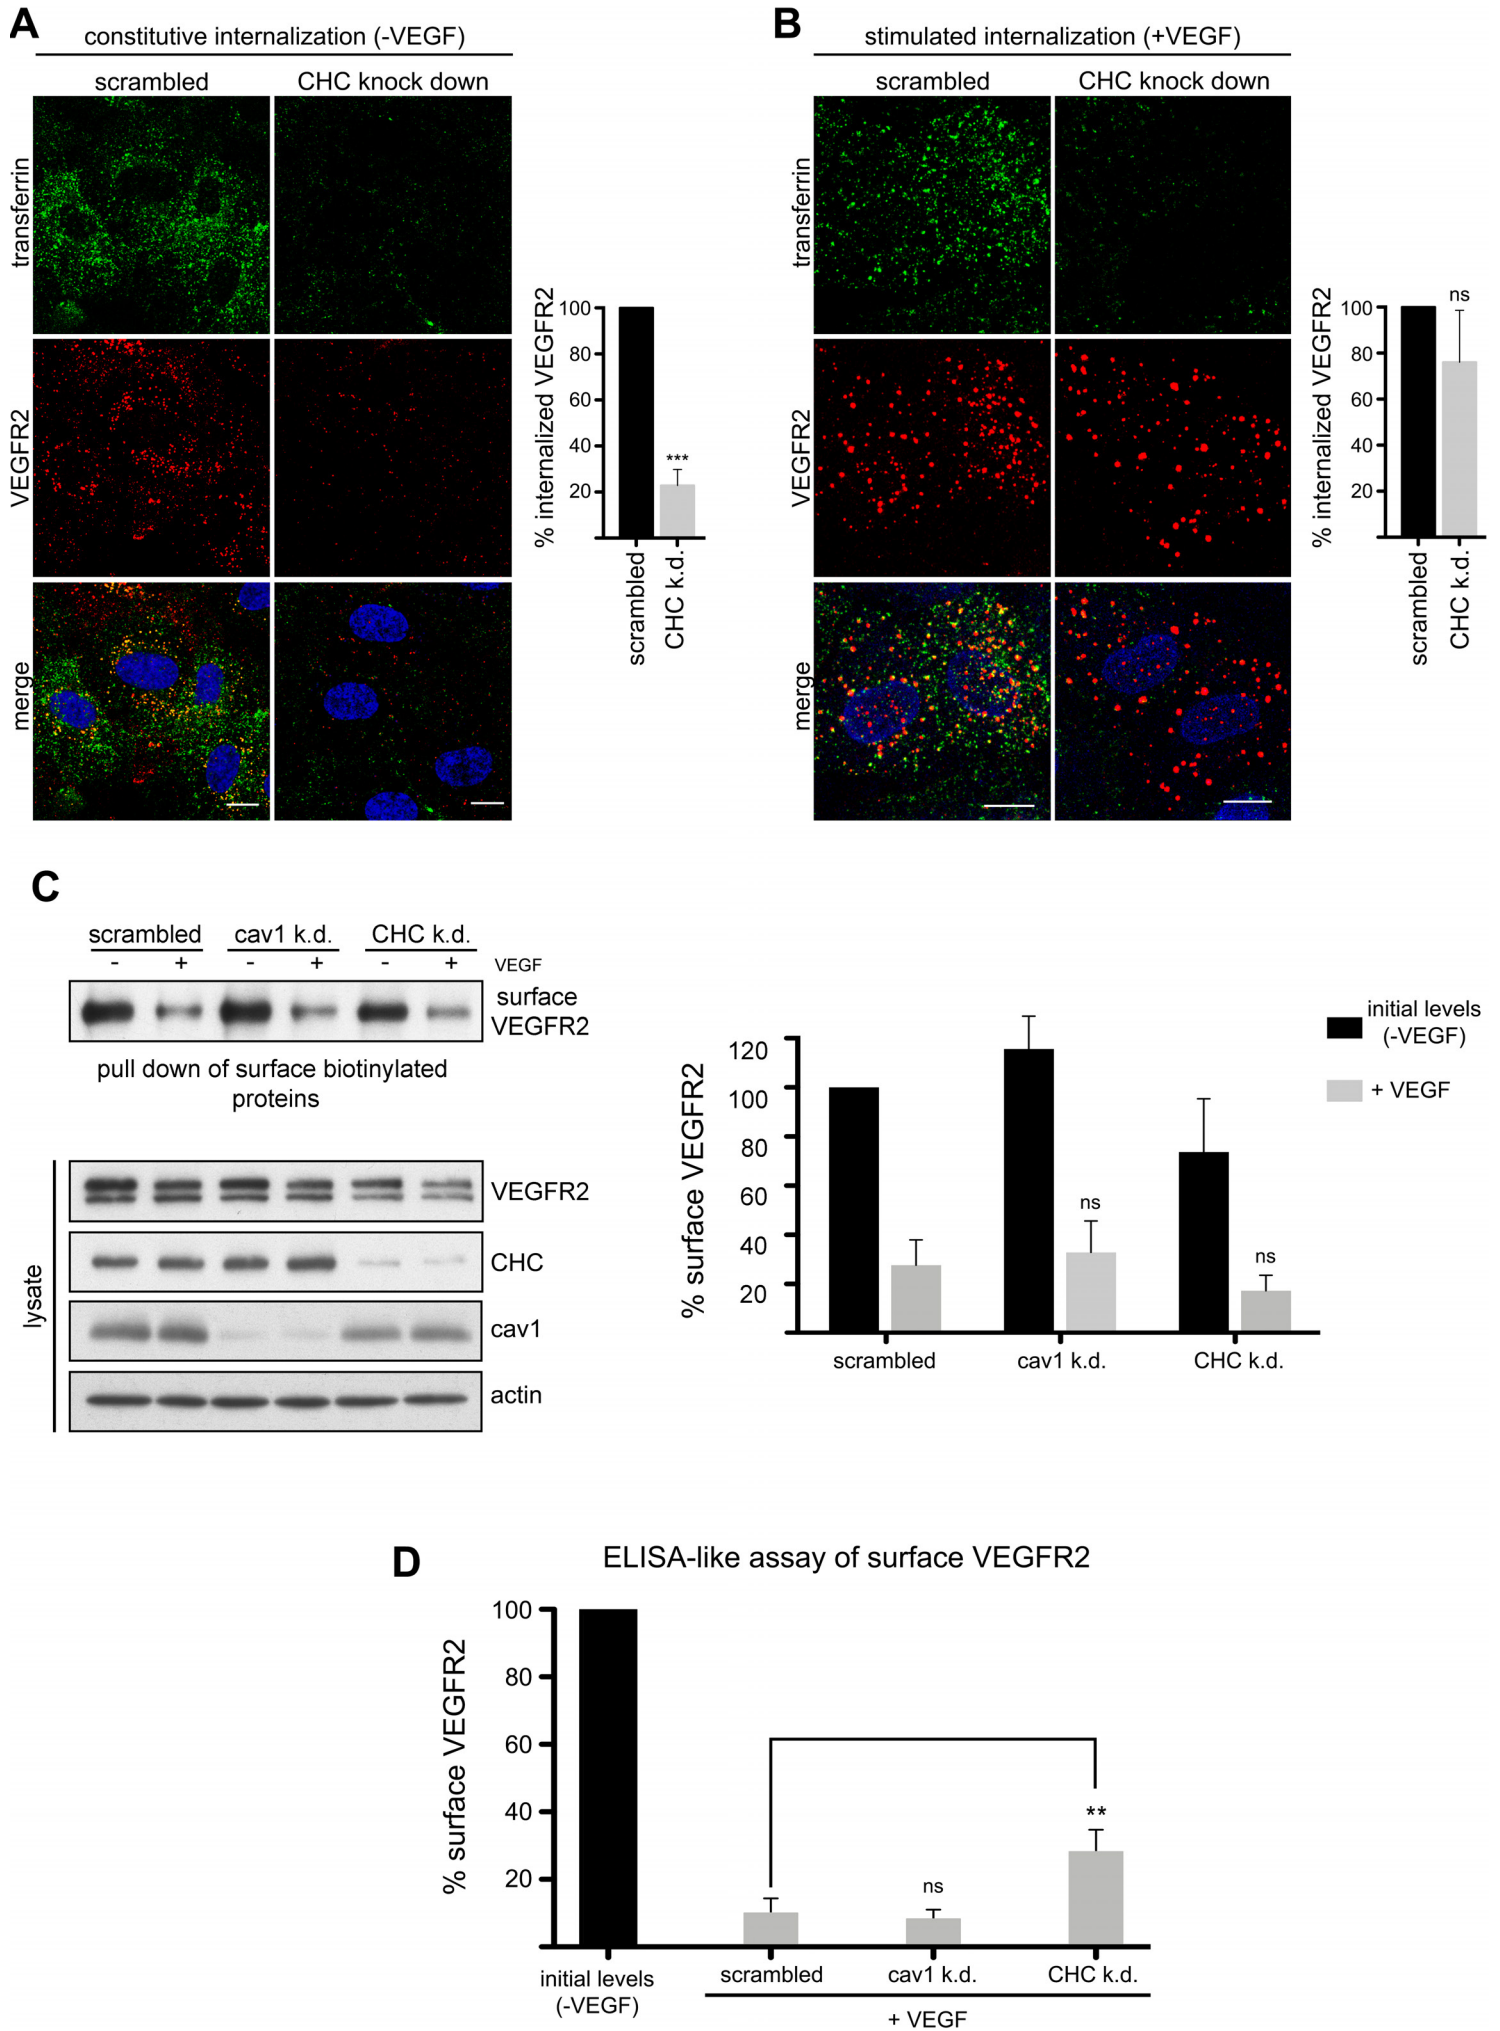 A
constitutive internalization (-VEGF)
scrambled
CHC knock down
transferrin
VEGFR2
merge
% internalized VEGFR2
100
80
60
40
20
***
scrambled
CHC k.d.
B
stimulated internalization (+VEGF)
scrambled
CHC knock down
transferrin
VEGFR2
merge
% internalized VEGFR2
100
80
60
40
20
ns
scrambled
CHC k.d.
C
scrambled
cav1 k.d.
CHC k.d.
- + - + - + VEGF
surface
VEGFR2
pull down of surface biotinylated
proteins
lysate
VEGFR2
CHC
cav1
actin
% surface VEGFR2
120
100
80
60
40
20
ns
ns
scrambled
cav1 k.d.
CHC k.d.
initial levels
(-VEGF)
+ VEGF
D
ELISA-like assay of surface VEGFR2
% surface VEGFR2
100
80
60
40
20
ns
**
initial levels
(-VEGF)
scrambled
cav1 k.d.
CHC k.d.
+ VEGF